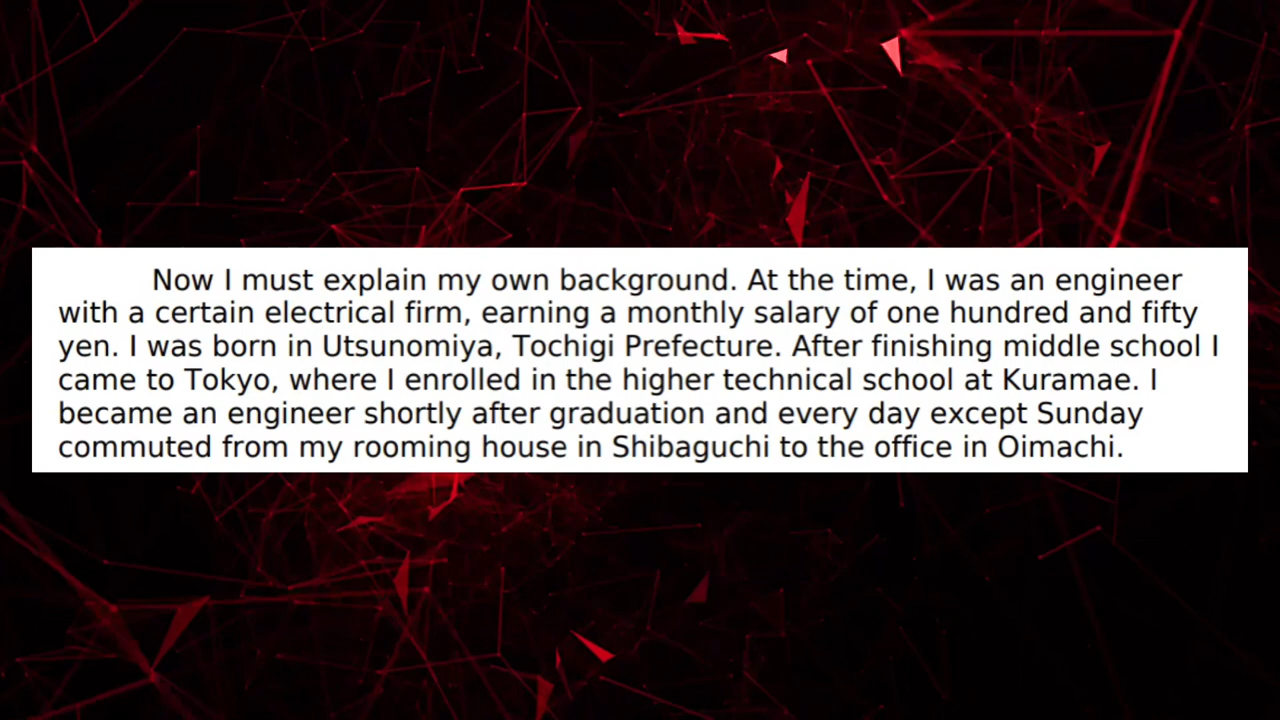 Now I must explain my own background. At the time, I was an engineer
with a certain electrical firm, earning a monthly salary of one hundred and fifty
yen. I was born in Utsunomiya, Tochigi Prefecture. After finishing middle school I
came to Tokyo, where I enrolled in the higher technical school at Kuramae. I
became an engineer shortly after graduation and every day except Sunday
commuted from my rooming house in Shibaguchi to the office in Oimachi.